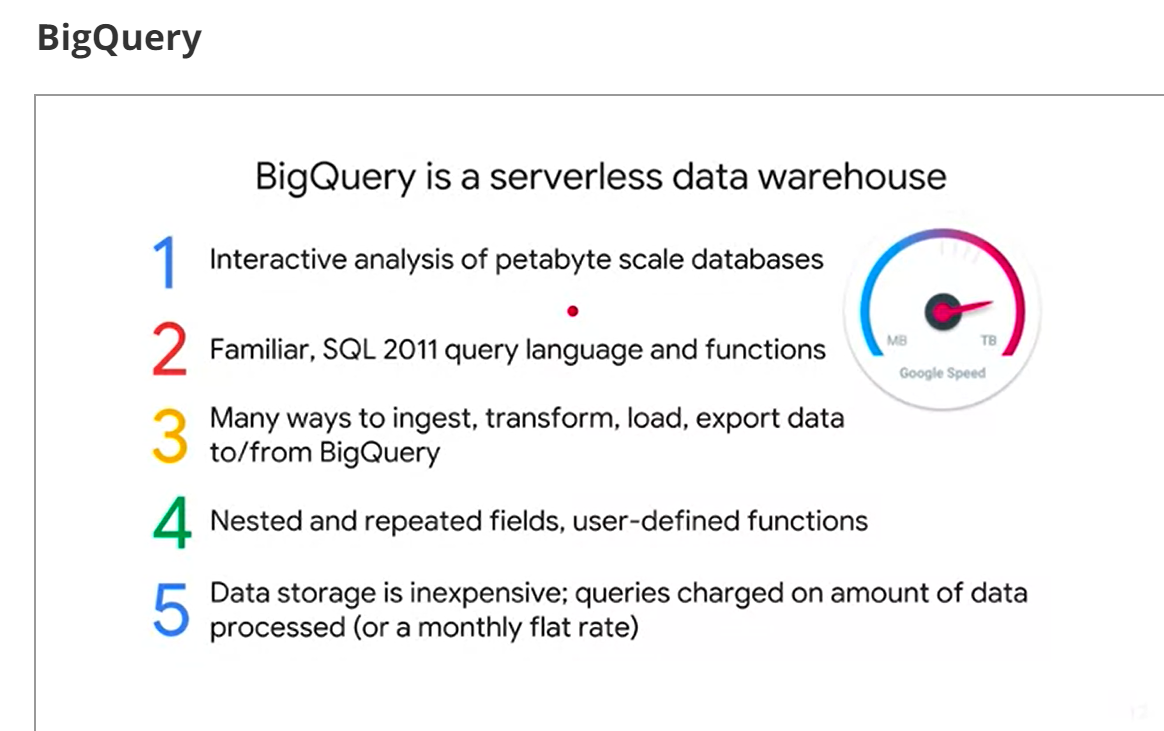 BigQuery
BigQuery is a serverless data warehouse
1 Interactive analysis of petabyte scale databases
2 Familiar, SQL 2011 query language and functions
MB TB
Google Speed
3 Many ways to ingest, transform, load, export data
to/from BigQuery
4 Nested and repeated fields, user-defined functions
5 Data storage is inexpensive; queries charged on amount of data
processed (or a monthly flat rate)